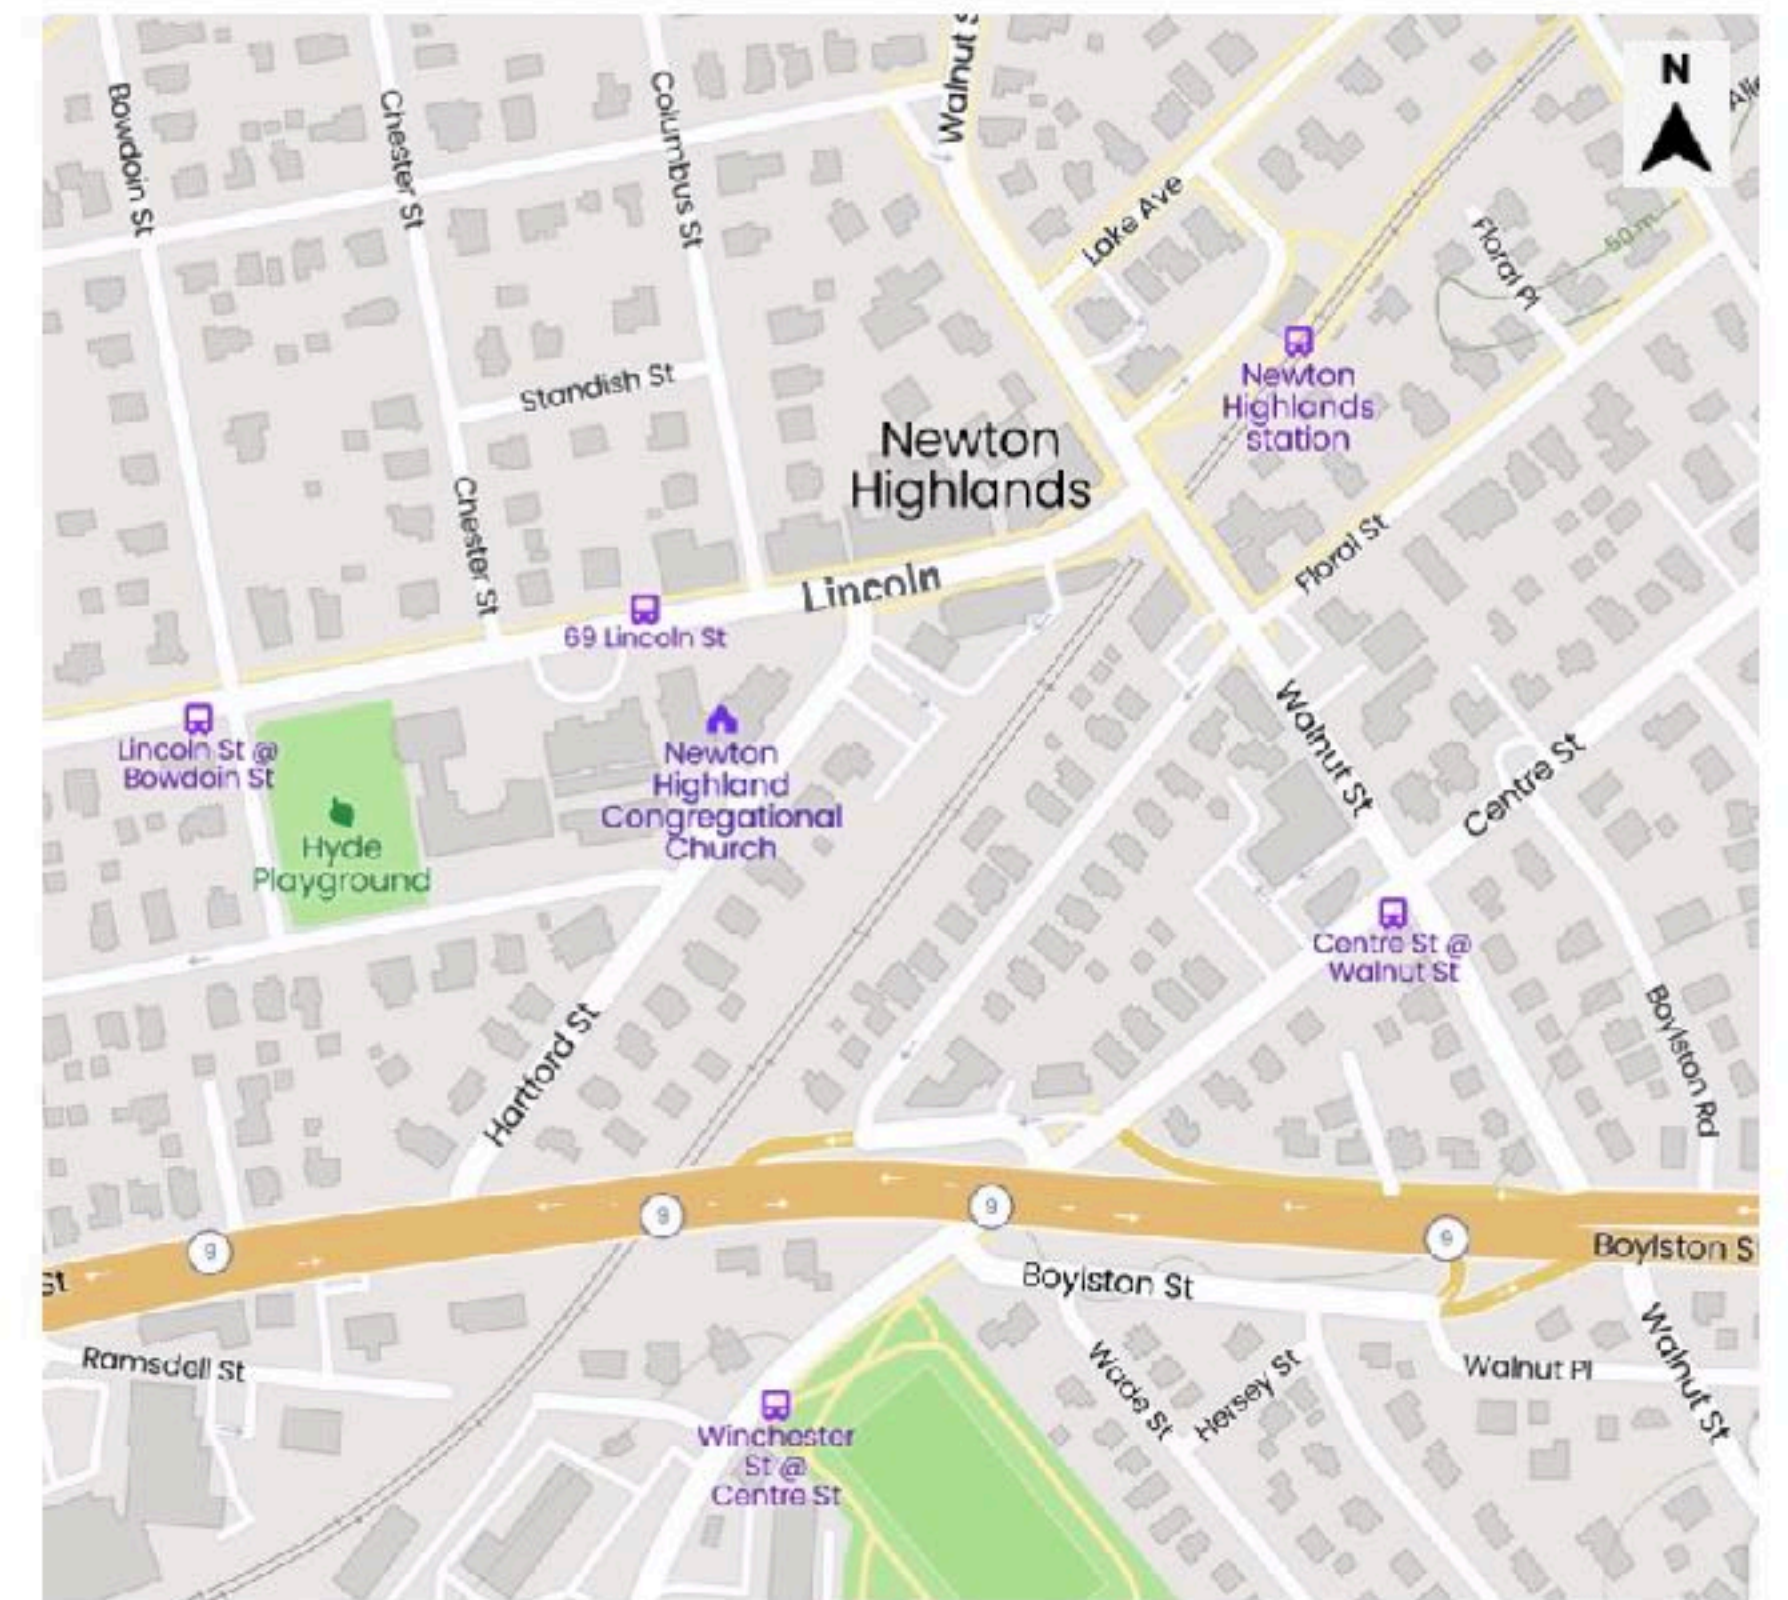 Walnut S
N
Bowdoin St
Chester St
Columbus St
Alle
Lake Ave
Floral Pl
50 m
Standish St
Newton
Highlands
station
Newton
Highlands
Chester St
Floral St
Lincoln
69 Lincoln St
Lincoln St @
Bowdoin St
Newton
Highland
Congregational
Church
Walnut St
Centre St
Hyde
Playground
Centre St @
Walnut St
Hartford St
Boylston Rd
9
9
9
9
St
Boylston S
Boylston St
Ramsdell St
Wade St
Hersey St
Walnut Pl
Walnut St
Winchester
St @
Centre St